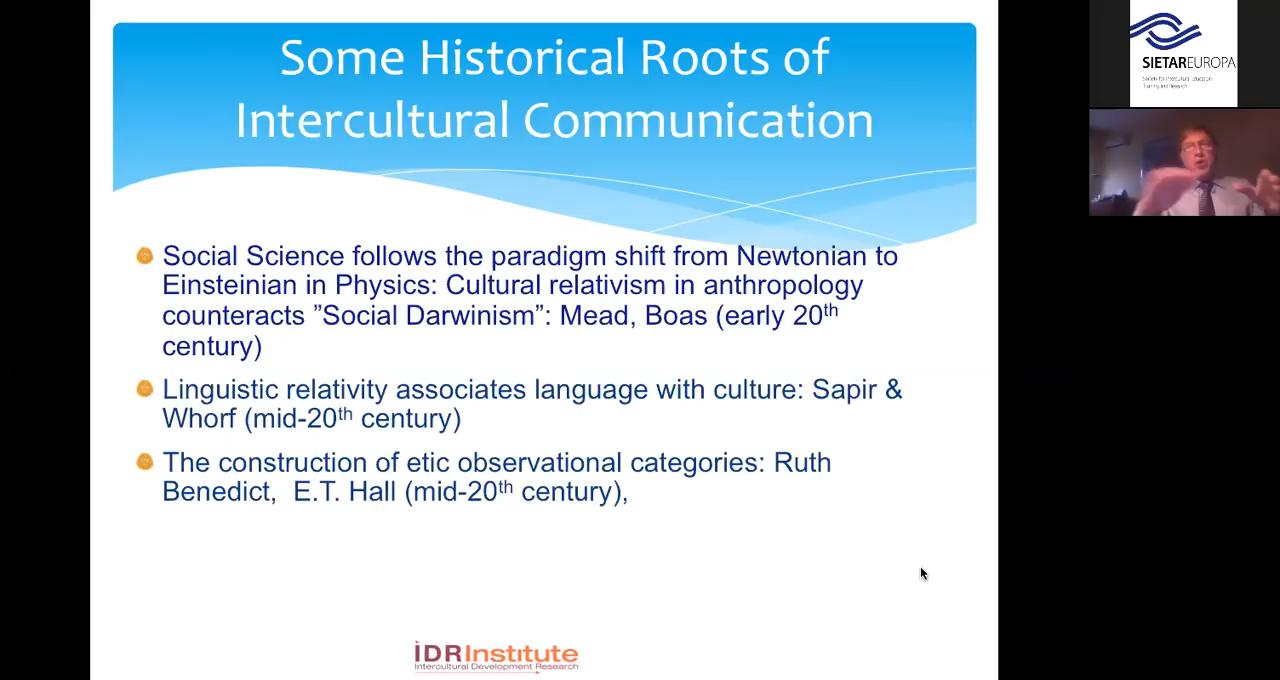 Some Historical Roots of
Intercultural Communication
Social Science follows the paradigm shift from Newtonian to
Einsteinian in Physics: Cultural relativism in anthropology
counteracts ”Social Darwinism”: Mead, Boas (early 20th
century)
Linguistic relativity associates language with culture: Sapir &
Whorf (mid-20th century)
The construction of etic observational categories: Ruth
Benedict,  E.T. Hall (mid-20th century),
IDRInstitute
Intercultural Development Research
SIETAREUROPA
Society for Intercultural Education
Training and Research